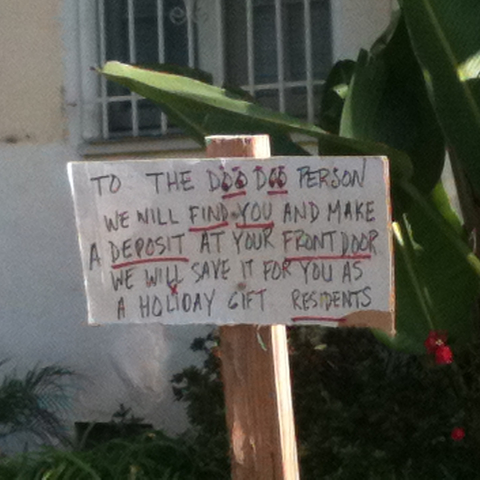 TO THE DOO DOO PERSON
WE WILL FIND YOU AND MAKE
A DEPOSIT AT YOUR FRONT DOOR
WE WILL SAVE IT FOR YOU AS
A HOLIDAY GIFT RESIDENTS